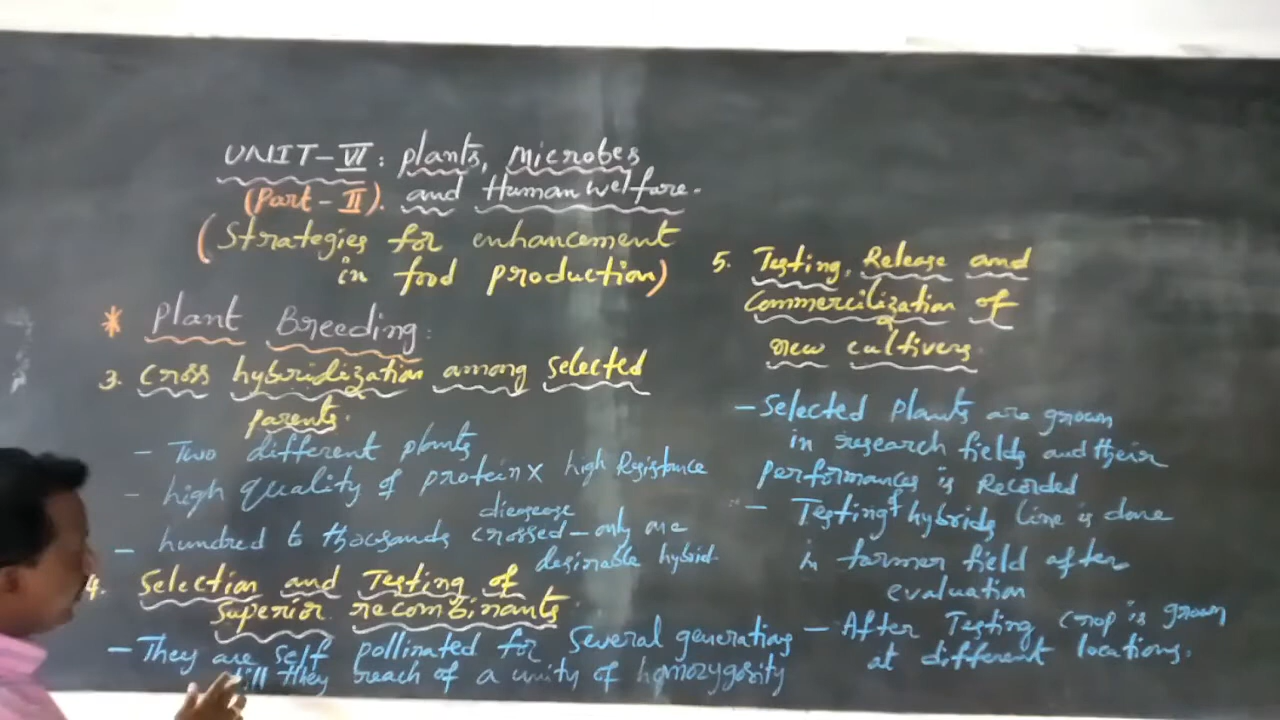 UNIT-VI: Plants, Microbes
(Part-II). and Human welfare.
(Strategies for enhancement
in food production)
* Plant Breeding:
3. Cross hybridization among selected
parents.
- Two different plants
- high quality of protein x high Resistance
diesease
- hundred to thousands crossed - only are
desirable hybrid
4. Selection and Testing of
superior recombinants.
- They are self pollinated for several generations
till they breach of a unity of homozygosity
5. Testing, Release and
Commercilization of
new cultivers.
- Selected plants are grown
in research fields and their
performances is Recorded
- Testing of hybrids line is done
in farmer field after
evaluation
- After Testing crop is grown
at different locations.